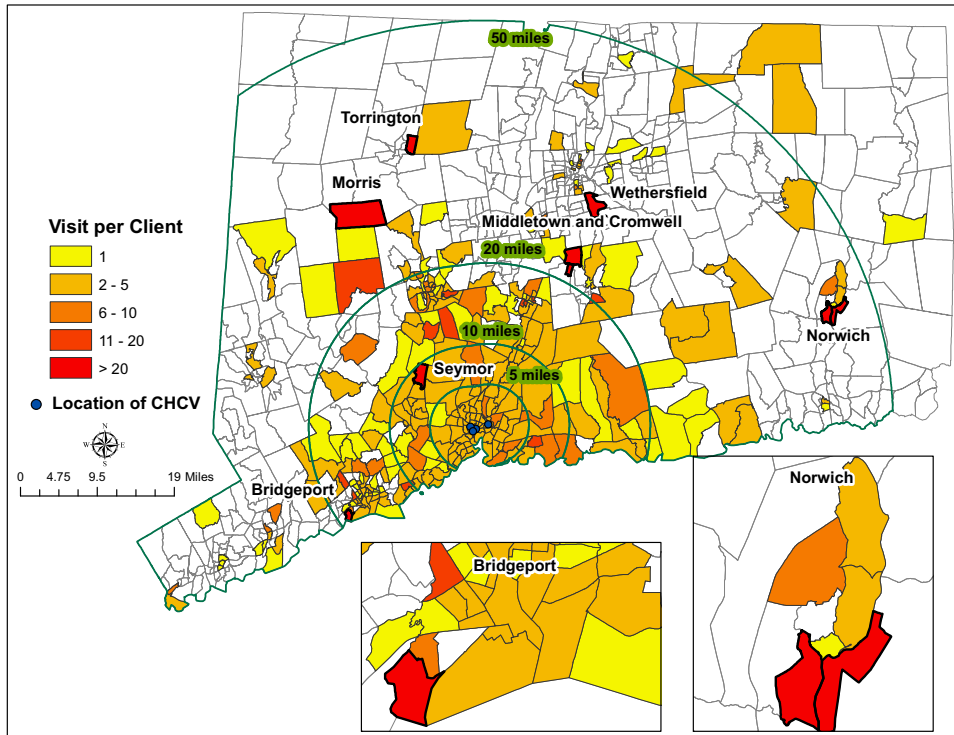 50 miles
Torrington
Morris
Wethersfield
Middletown and Cromwell
Visit per Client
1
2 - 5
6 - 10
11 - 20
> 20
Location of CHCV
20 miles
10 miles
Seymor
5 miles
Norwich
N
W E
S
0 4.75 9.5 19 Miles
Bridgeport
Bridgeport
Norwich